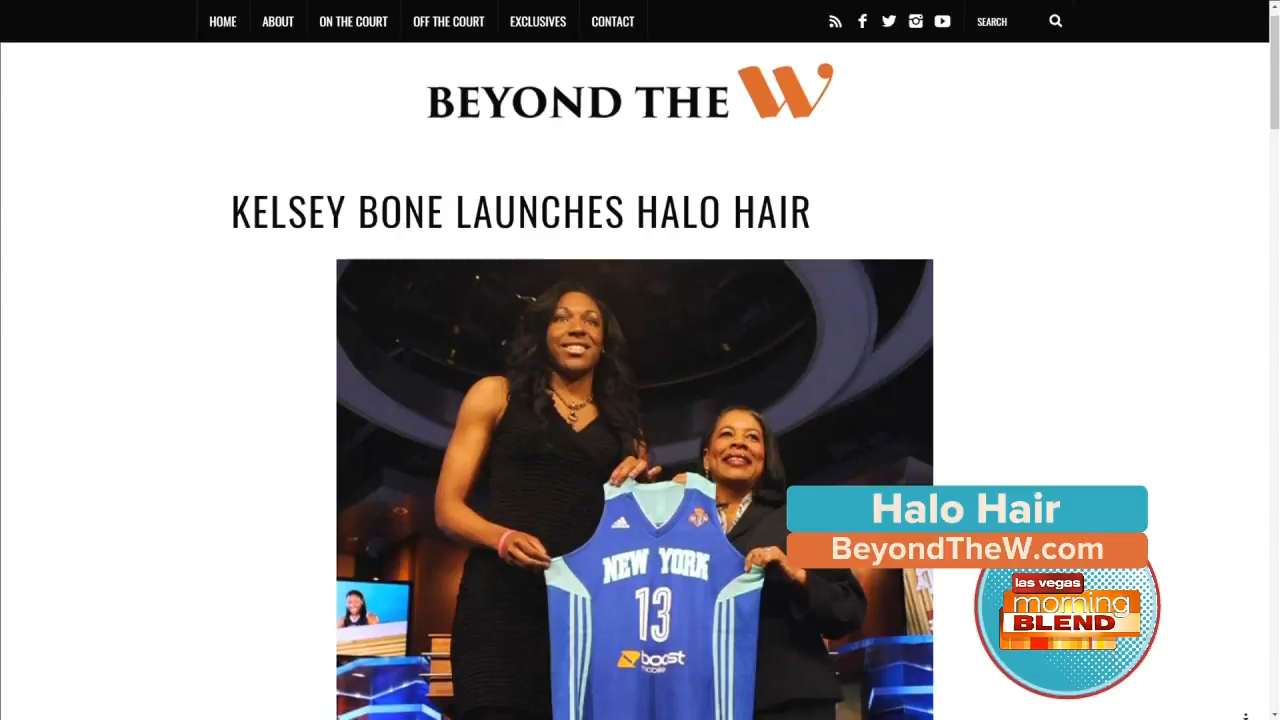 HOME ABOUT ON THE COURT OFF THE COURT EXCLUSIVES CONTACT SEARCH
BEYOND THE W
KELSEY BONE LAUNCHES HALO HAIR
NEW YORK
13
boost
mobile
Halo Hair
BeyondTheW.com
las vegas
morning
BLEND